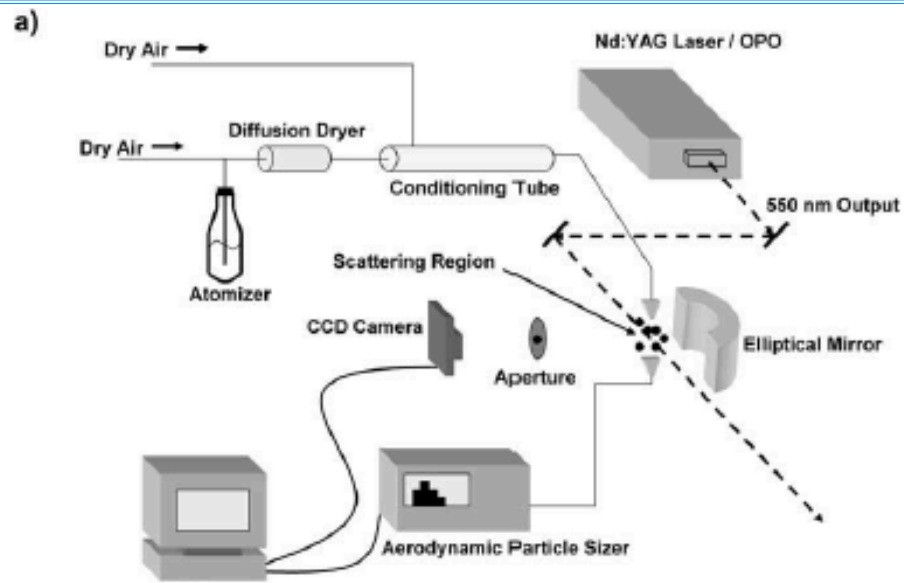 a)
Dry Air
Nd:YAG Laser / OPO
Diffusion Dryer
Dry Air
Conditioning Tube
550 nm Output
Scattering Region
Atomizer
CCD Camera
Elliptical Mirror
Aperture
Aerodynamic Particle Sizer